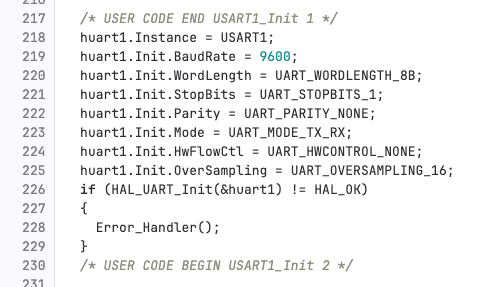 217 /* USER CODE END USART1_Init 1 */
218 huart1.Instance = USART1;
219 huart1.Init.BaudRate = 9600;
220 huart1.Init.WordLength = UART_WORDLENGTH_8B;
221 huart1.Init.StopBits = UART_STOPBITS_1;
222 huart1.Init.Parity = UART_PARITY_NONE;
223 huart1.Init.Mode = UART_MODE_TX_RX;
224 huart1.Init.HwFlowCtl = UART_HWCONTROL_NONE;
225 huart1.Init.OverSampling = UART_OVERSAMPLING_16;
226 if (HAL_UART_Init(&huart1) != HAL_OK)
227 {
228   Error_Handler();
229 }
230 /* USER CODE BEGIN USART1_Init 2 */
231